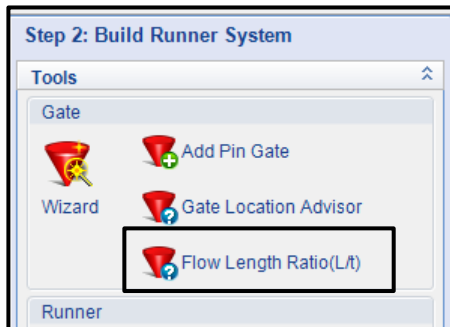 Step 2: Build Runner System
Tools
Gate
Wizard
Add Pin Gate
Gate Location Advisor
Flow Length Ratio(L/t)
Runner